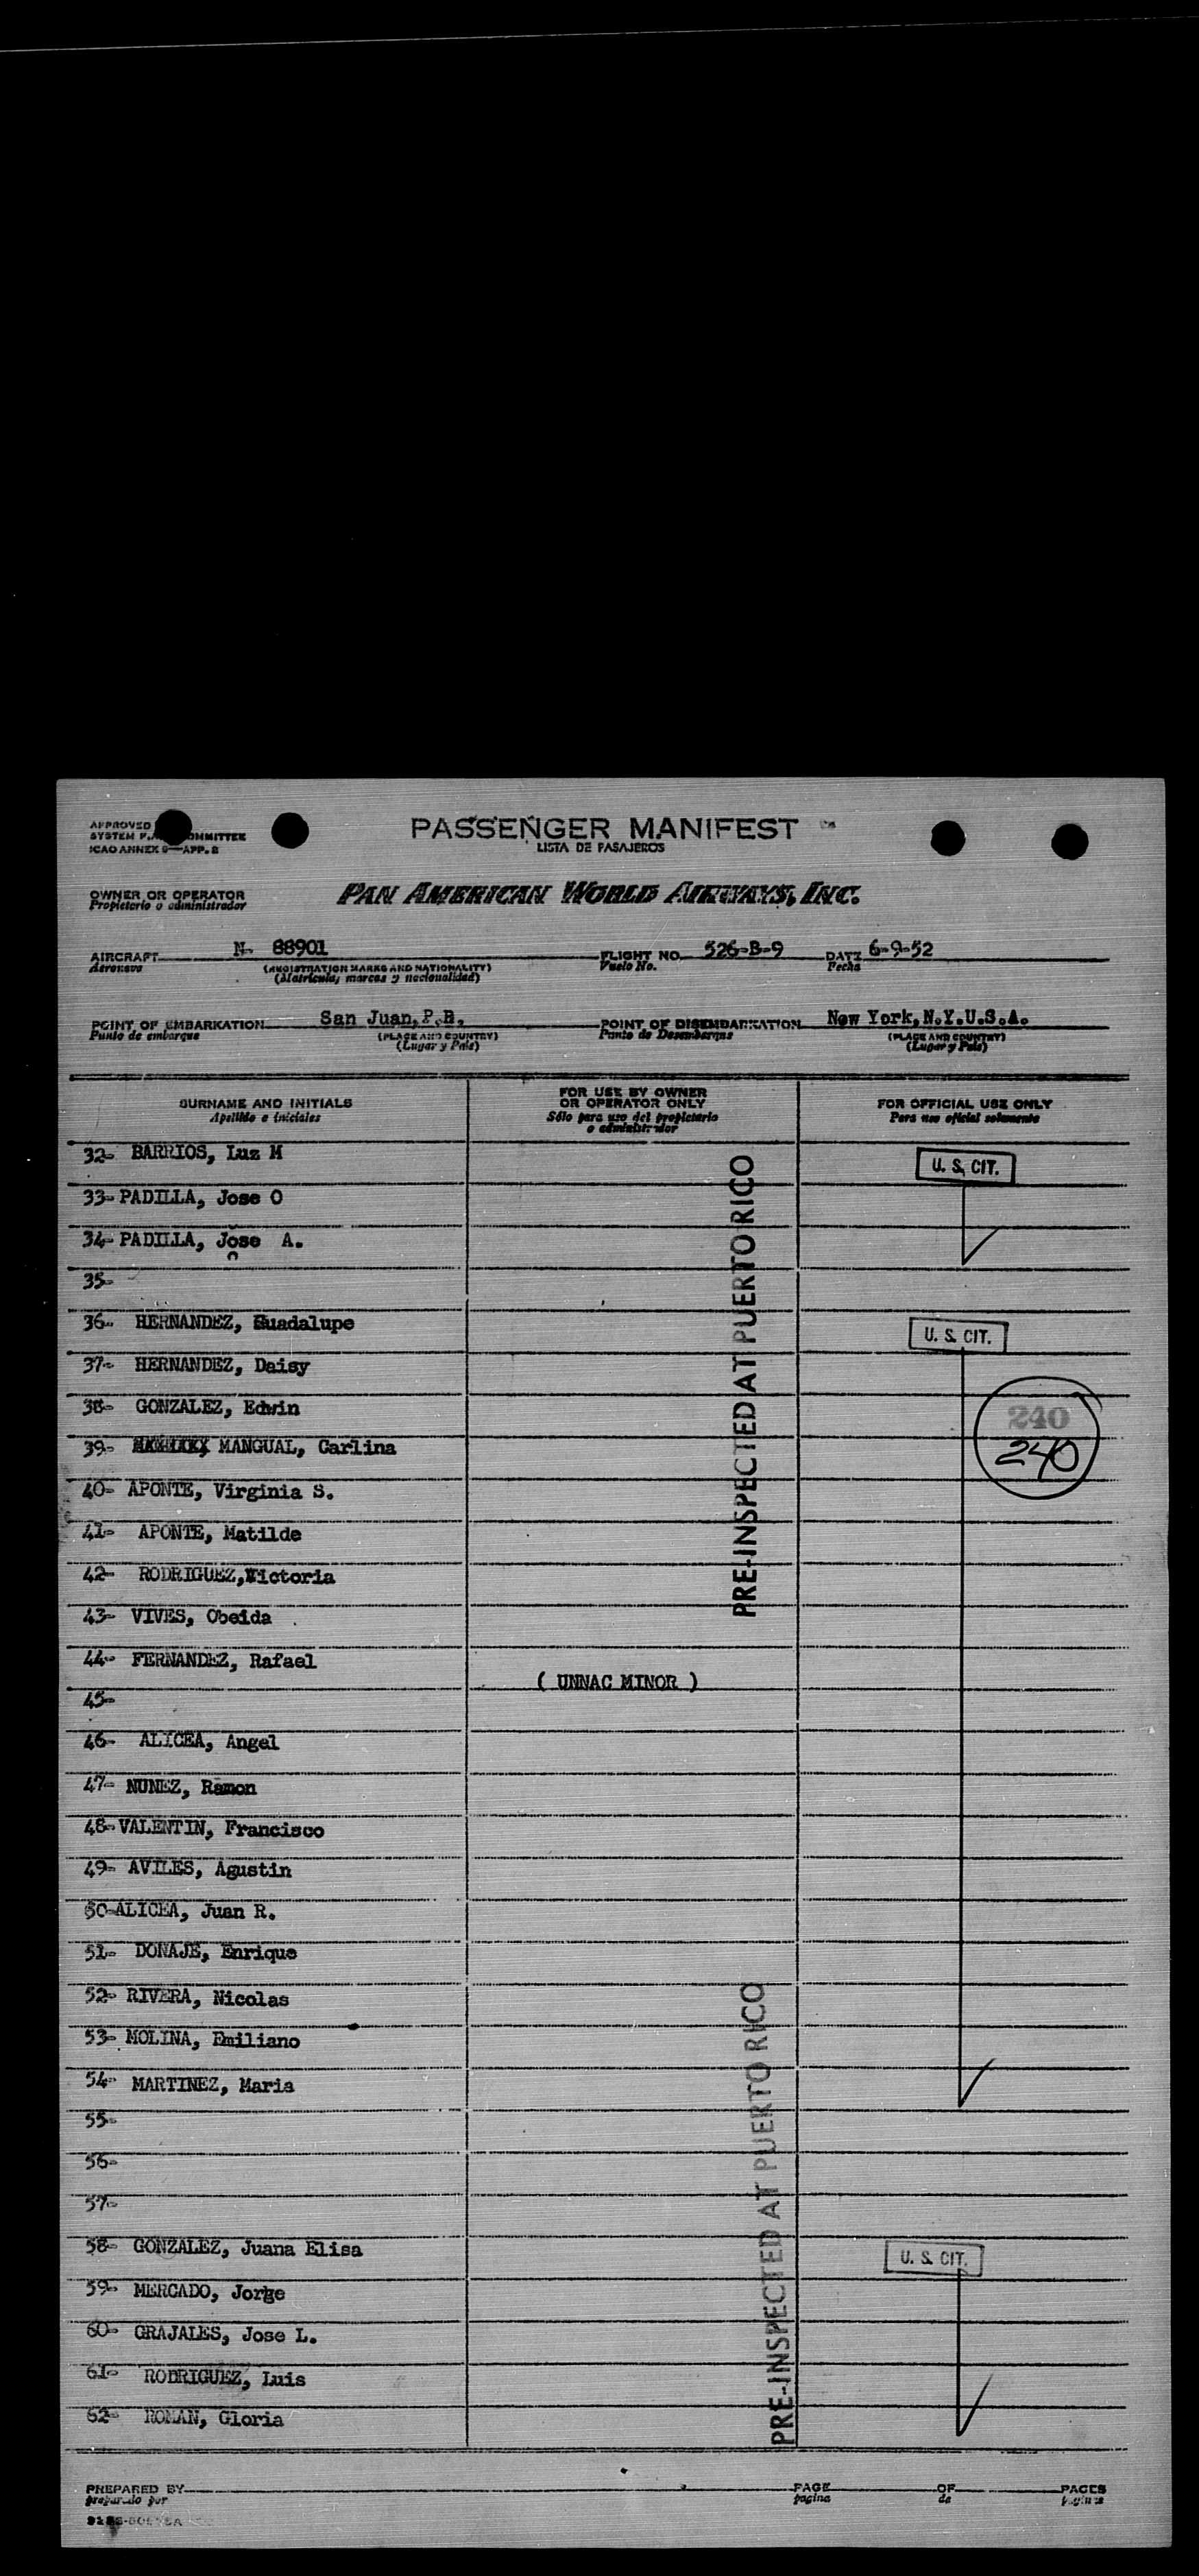 APPROVED
SYSTEM F. COMMITTEE
ICAO ANNEX 9—APP. B
PASSENGER MANIFEST
LISTA DE PASAJEROS
OWNER OR OPERATOR
Propietario o administrador
PAN AMERICAN WORLD AIRWAYS, INC.
AIRCRAFT N- 88901 FLIGHT NO. 526-B-9 DATE 6-9-52
Aeronave (REGISTRATION MARKS AND NATIONALITY) Vuelo No. Fecha
(Matricula, marcas y nacionalidad)
POINT OF EMBARKATION San Juan, P.R. POINT OF DISEMBARKATION New York, N.Y.U.S.A.
Punto de embarque (PLACE AND COUNTRY) Punto de Desembarque (PLACE AND COUNTRY)
(Lugar y País) (Lugar y País)
SURNAME AND INITIALS
Apellido e iniciales
FOR USE BY OWNER
OR OPERATOR ONLY
Sólo para uso del propietario
o administrador
FOR OFFICIAL USE ONLY
Para uso oficial solamente
32- BARRIOS, Luz M
U. S. CIT.
33- PADILLA, Jose O
34- PADILLA, Jose A.
35-
36- HERNANDEZ, Guadalupe
U. S. CIT.
37- HERNANDEZ, Daisy
38- GONZALEZ, Edwin
240
39- MANGUAL, Carlina
240
40- APONTE, Virginia S.
41- APONTE, Matilde
42- RODRIGUEZ, Victoria
43- VIVES, Obeida
44- FERNANDEZ, Rafael
( UNNAC MINOR )
45-
46- ALICEA, Angel
47- NUNEZ, Ramon
48- VALENTIN, Francisco
49- AVILES, Agustin
50- ALICEA, Juan R.
51- DONAJE, Enrique
52- RIVERA, Nicolas
53- MOLINA, Emiliano
54- MARTINEZ, Maria
55-
56-
57-
58- GONZALEZ, Juana Elisa
U. S. CIT.
59- MERCADO, Jorge
60- GRAJALES, Jose L.
61- RODRIGUEZ, Luis
62- ROMAN, Gloria
PRE-INSPECTED AT PUERTO RICO
PRE-INSPECTED AT PUERTO RICO
PREPARED BY PAGE OF PAGES
preparado por pagina de paginas